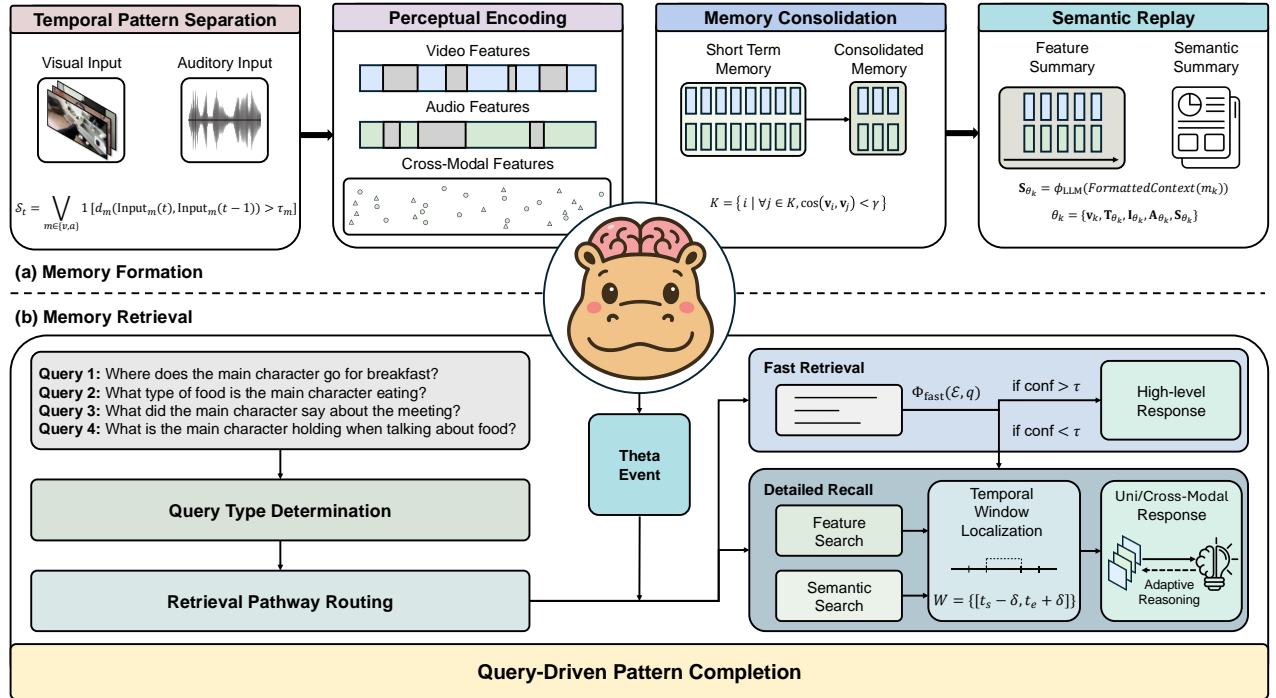 Temporal Pattern Separation
Visual Input
Auditory Input
𝒮ₜ = ⋁_{m∈{v,a}} 1 [d_m(Input_m(t), Input_m(t − 1)) > τ_m]
Perceptual Encoding
Video Features
Audio Features
Cross-Modal Features
Memory Consolidation
Short Term
Memory
Consolidated
Memory
K = {i | ∀j ∈ K, cos(𝐯_i, 𝐯_j) < γ}
Semantic Replay
Feature
Summary
Semantic
Summary
𝐒_{θ_k} = ϕ_LLM(FormattedContext(m_k))
θ_k = {𝐯_k, 𝐓_{θ_k}, 𝐈_{θ_k}, 𝐀_{θ_k}, 𝐒_{θ_k}}
(a) Memory Formation
(b) Memory Retrieval
Query 1: Where does the main character go for breakfast?
Query 2: What type of food is the main character eating?
Query 3: What did the main character say about the meeting?
Query 4: What is the main character holding when talking about food?
Query Type Determination
Retrieval Pathway Routing
Theta
Event
Fast Retrieval
Φ_fast(ℰ, q)
if conf > τ
if conf < τ
High-level
Response
Detailed Recall
Feature
Search
Semantic
Search
Temporal
Window
Localization
W = {[t_s − δ, t_e + δ]}
Uni/Cross-Modal
Response
Adaptive
Reasoning
Query-Driven Pattern Completion